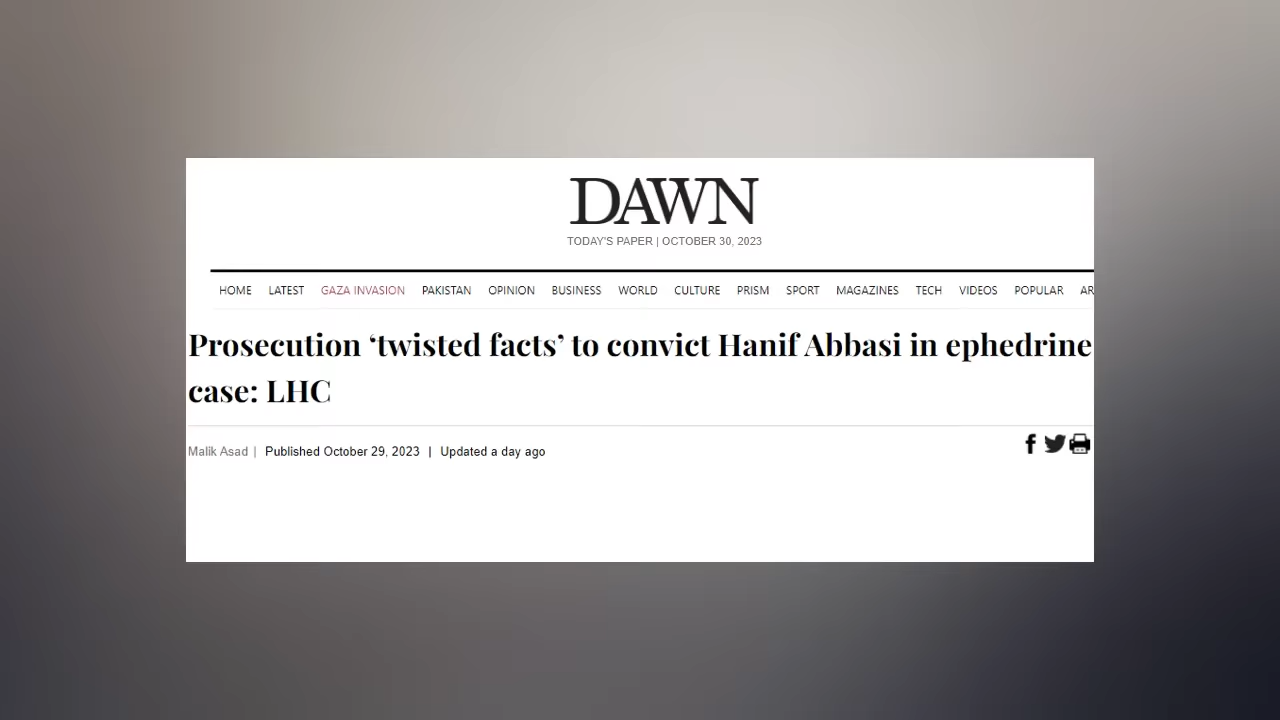 DAWN
TODAY'S PAPER | OCTOBER 30, 2023
HOME LATEST GAZA INVASION PAKISTAN OPINION BUSINESS WORLD CULTURE PRISM SPORT MAGAZINES TECH VIDEOS POPULAR AR
Prosecution ‘twisted facts’ to convict Hanif Abbasi in ephedrine
case: LHC
Malik Asad | Published October 29, 2023 | Updated a day ago